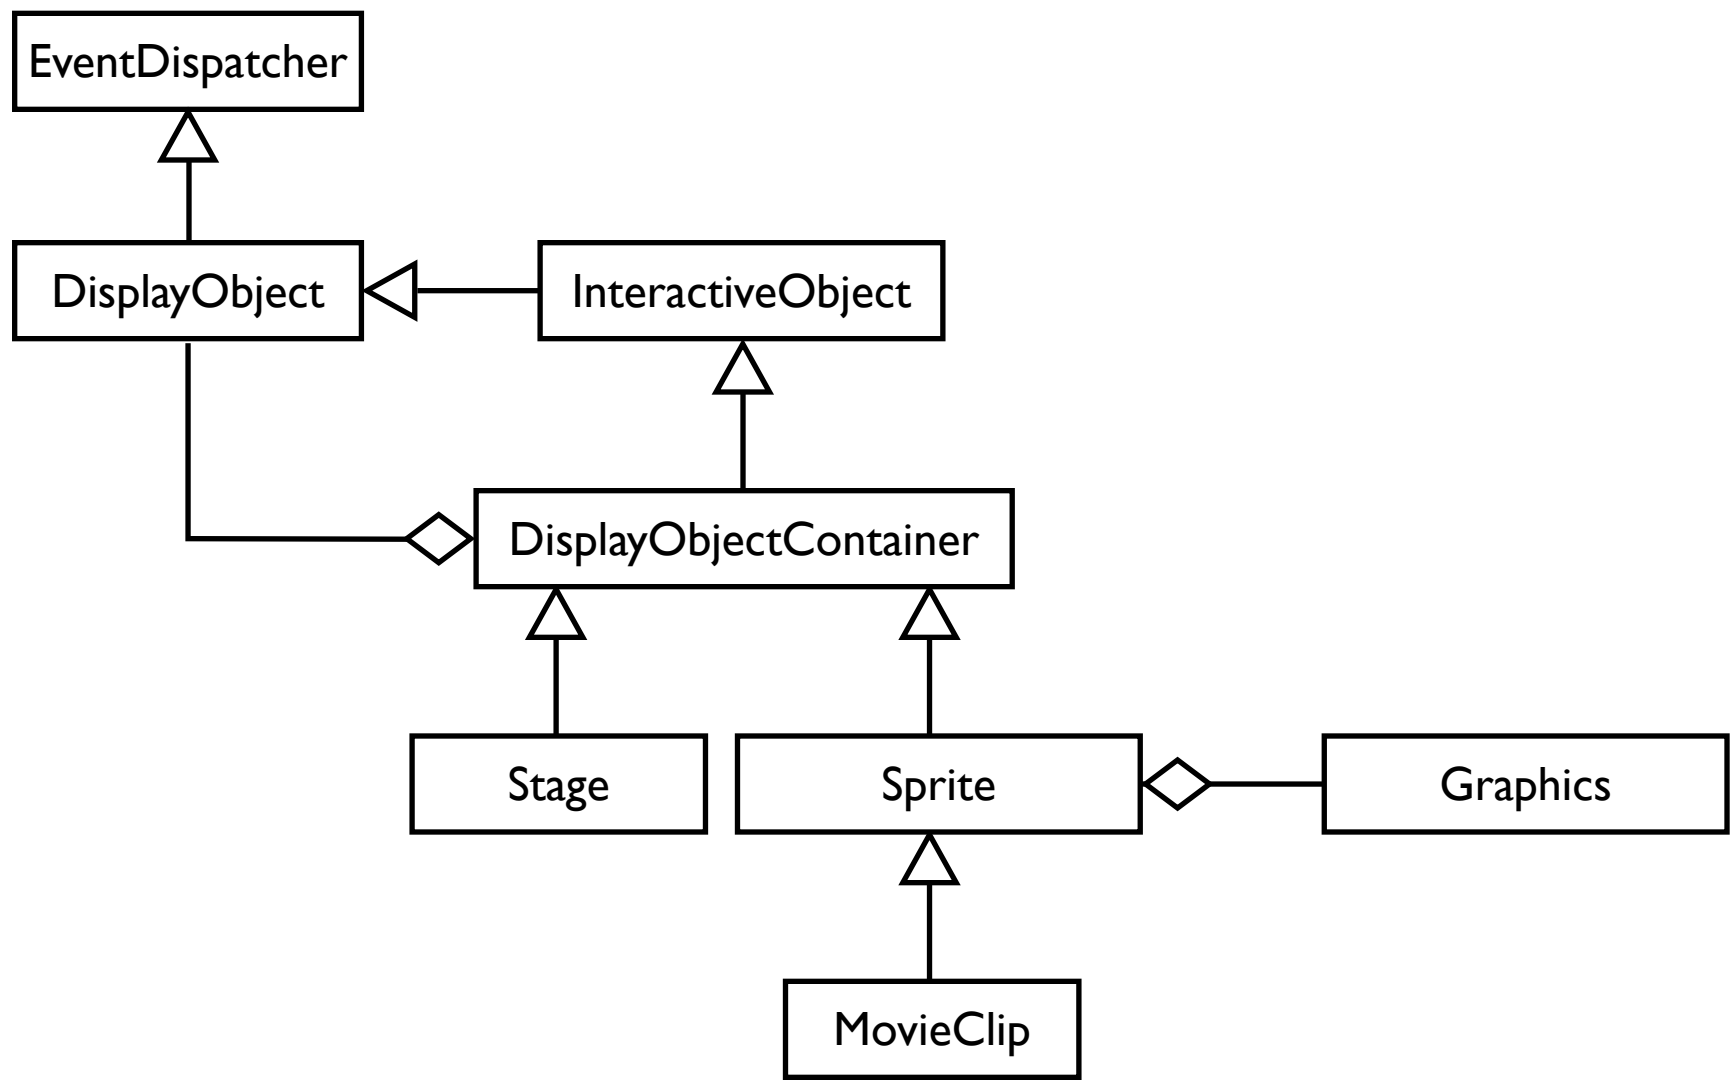 EventDispatcher
DisplayObject
InteractiveObject
DisplayObjectContainer
Stage
Sprite
Graphics
MovieClip